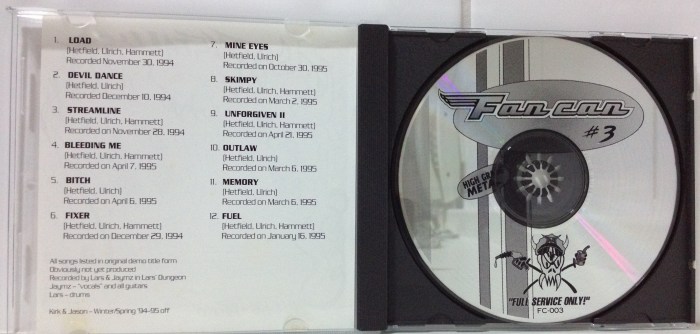 1. LOAD
[Hetfield, Ulrich, Hammett]
Recorded November 30, 1994
2. DEVIL DANCE
[Hetfield, Ulrich]
Recorded December 10, 1994
3. STREAMLINE
[Hetfield, Ulrich, Hammett]
Recorded on November 28, 1994
4. BLEEDING ME
[Hetfield, Ulrich, Hammett]
Recorded on April 7, 1995
5. BITCH
[Hetfield, Ulrich]
Recorded on April 6, 1995
6. FIXER
[Hetfield, Ulrich, Hammett]
Recorded on December 29, 1994
7. MINE EYES
[Hetfield, Ulrich]
Recorded on October 30, 1995
8. SKIMPY
[Hetfield, Ulrich, Hammett]
Recorded on March 2, 1995
9. UNFORGIVEN II
[Hetfield, Ulrich, Hammett]
Recorded on April 21, 1995
10. OUTLAW
[Hetfield, Ulrich, Hammett]
Recorded on March 6, 1995
11. MEMORY
[Hetfield, Ulrich]
Recorded on March 6, 1995
12. FUEL
[Hetfield, Ulrich, Hammett]
Recorded on January 16, 1995
All songs listed in original demo title form
Obviously not yet produced
Recorded by Lars & Jaymz in Lars' Dungeon
Jaymz – "vocals" and all guitars
Lars – drums
Kirk & Jason – Winter/Spring '94-95 off
Fan can
#3
HIGH
META
"FULL SERVICE ONLY!"
FC-003